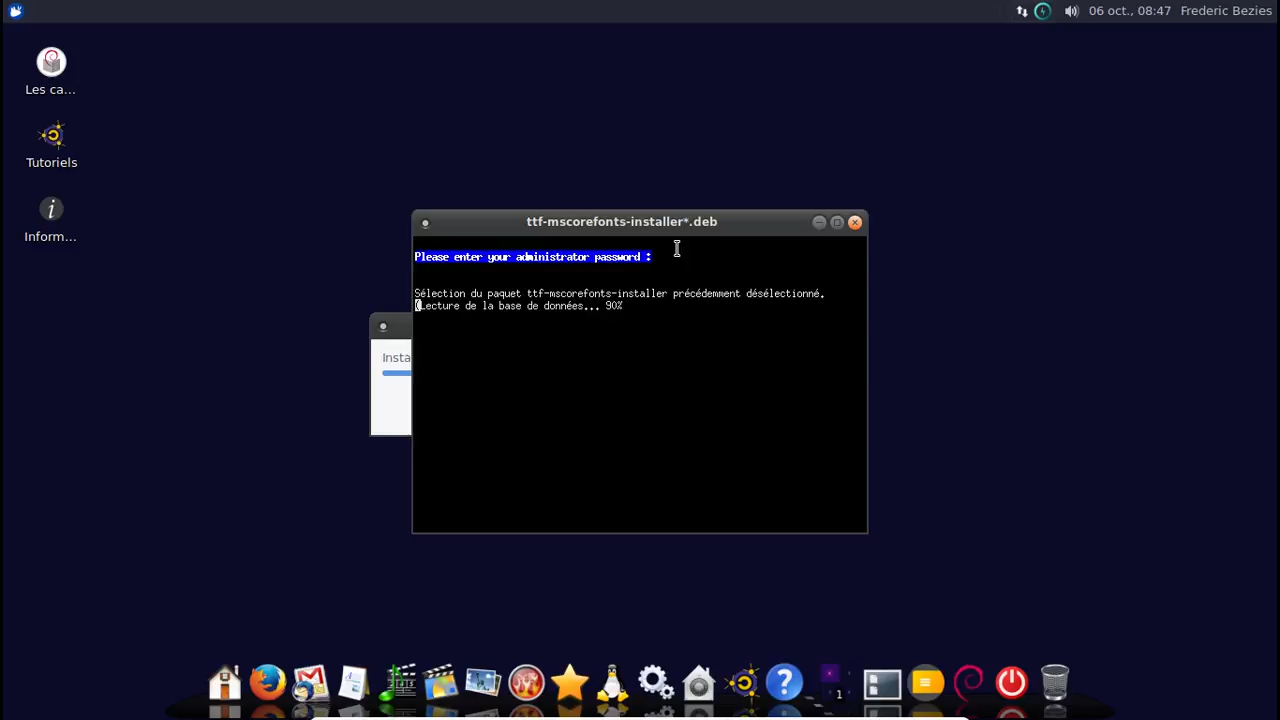 06 oct., 08:47 Frederic Bezies
Les ca...
Tutoriels
Inform...
ttf-mscorefonts-installer*.deb
Please enter your administrator password :
Sélection du paquet ttf-mscorefonts-installer précédemment désélectionné.
(Lecture de la base de données... 90%
Insta
1